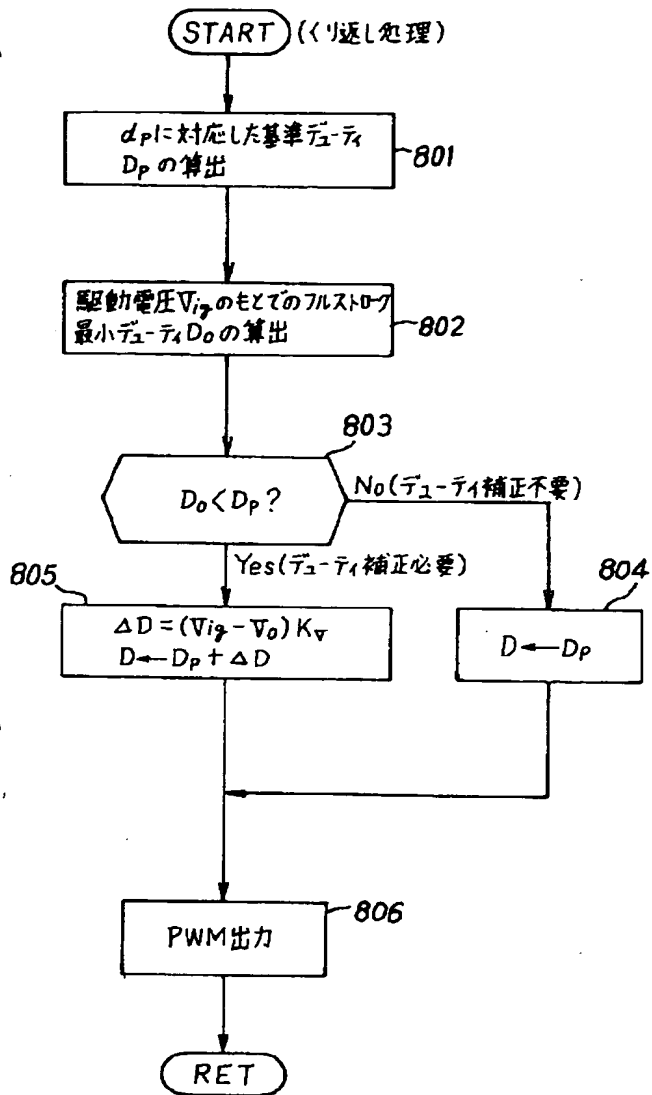 START (くり返し処理)
dPに対応した基準デューティ
DP の算出
801
駆動電圧Vigのもとでのフルストローク
最小デューティD0 の算出
802
803
D0<DP?
No(デューティ補正不要)
Yes(デューティ補正必要)
805
ΔD=(Vig-V0)KV
D←DP+ΔD
804
D←DP
PWM出力
806
RET